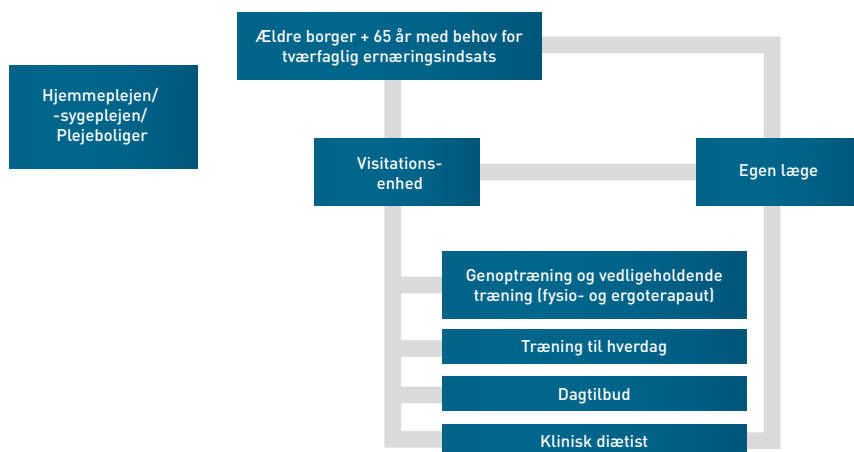 Ældre borger + 65 år med behov for
tværfaglig ernæringsindsats
Hjemmeplejen/
-sygeplejen/
Plejeboliger
Visitations-
enhed
Egen læge
Genoptræning og vedligeholdende
træning (fysio- og ergoterapaut)
Træning til hverdag
Dagtilbud
Klinisk diætist